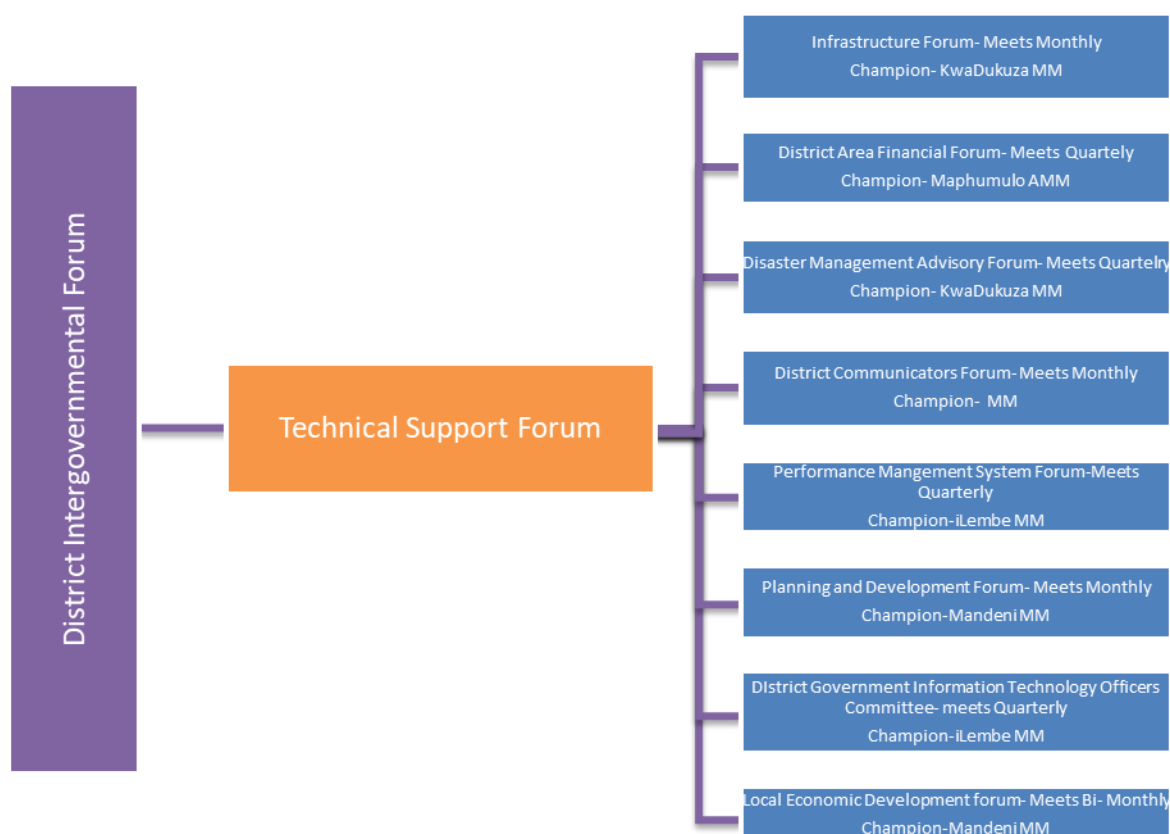 District Intergovernmental Forum
Technical Support Forum
Infrastructure Forum- Meets Monthly
Champion- KwaDukuza MM
District Area Financial Forum- Meets Quartely
Champion- Maphumulo AMM
Disaster Management Advisory Forum- Meets Quartelry
Champion- KwaDukuza MM
District Communicators Forum- Meets Monthly
Champion- MM
Performance Mangement System Forum-Meets
Quarterly
Champion-iLembe MM
Planning and Development Forum- Meets Monthly
Champion-Mandeni MM
DIstrict Government Information Technology Officers
Committee- meets Quarterly
Champion-iLembe MM
Local Economic Development forum- Meets Bi- Monthly
Champion-Mandeni MM